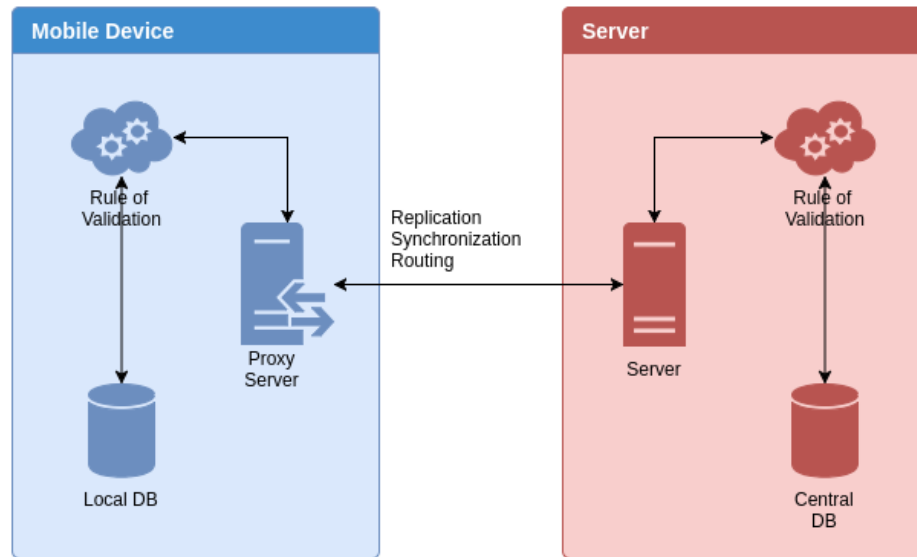 Mobile Device
Rule of
Validation
Proxy
Server
Local DB
Replication
Synchronization
Routing
Server
Rule of
Validation
Server
Central
DB